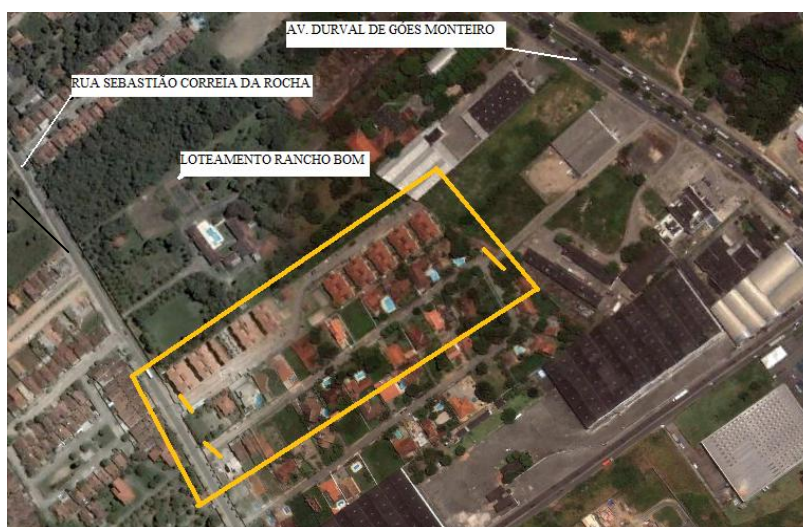 AV. DURVAL DE GÓES MONTEIRO
RUA SEBASTIÃO CORREIA DA ROCHA
LOTEAMENTO RANCHO BOM